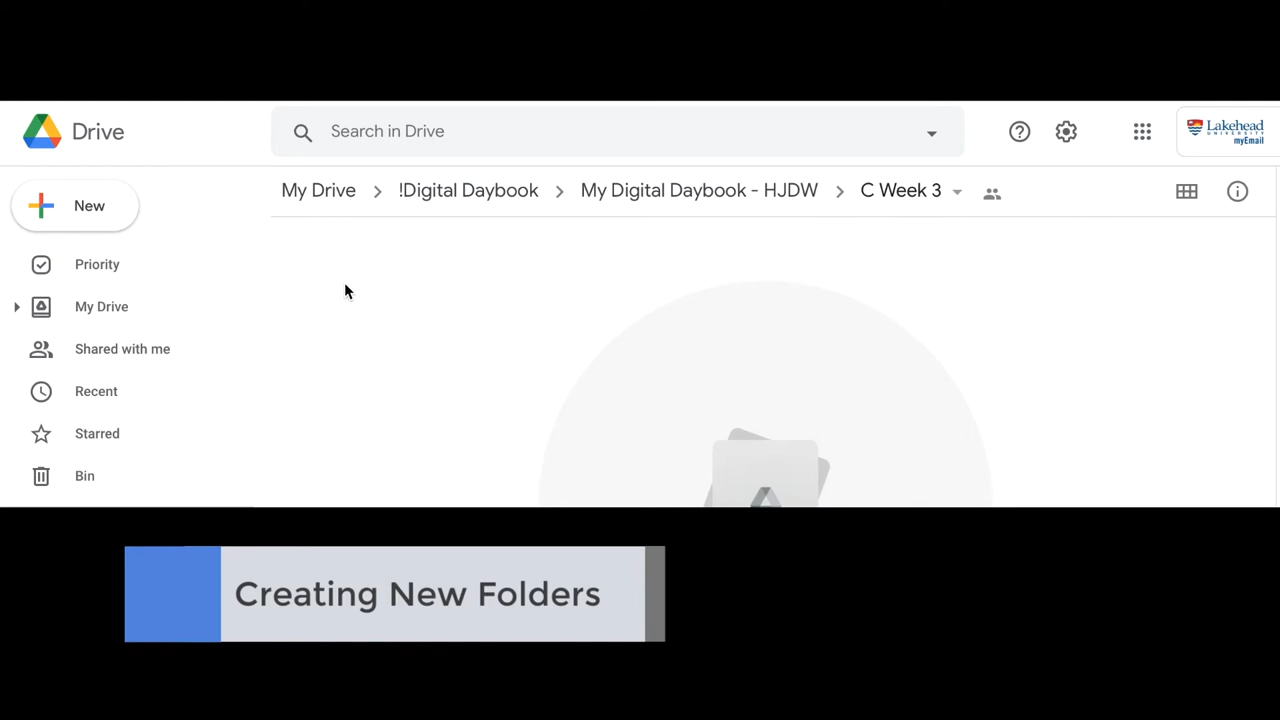 Drive
Search in Drive
Lakehead
UNIVERSITY
myEmail
New
My Drive
!Digital Daybook
My Digital Daybook - HJDW
C Week 3
Priority
My Drive
Shared with me
Recent
Starred
Bin
Creating New Folders